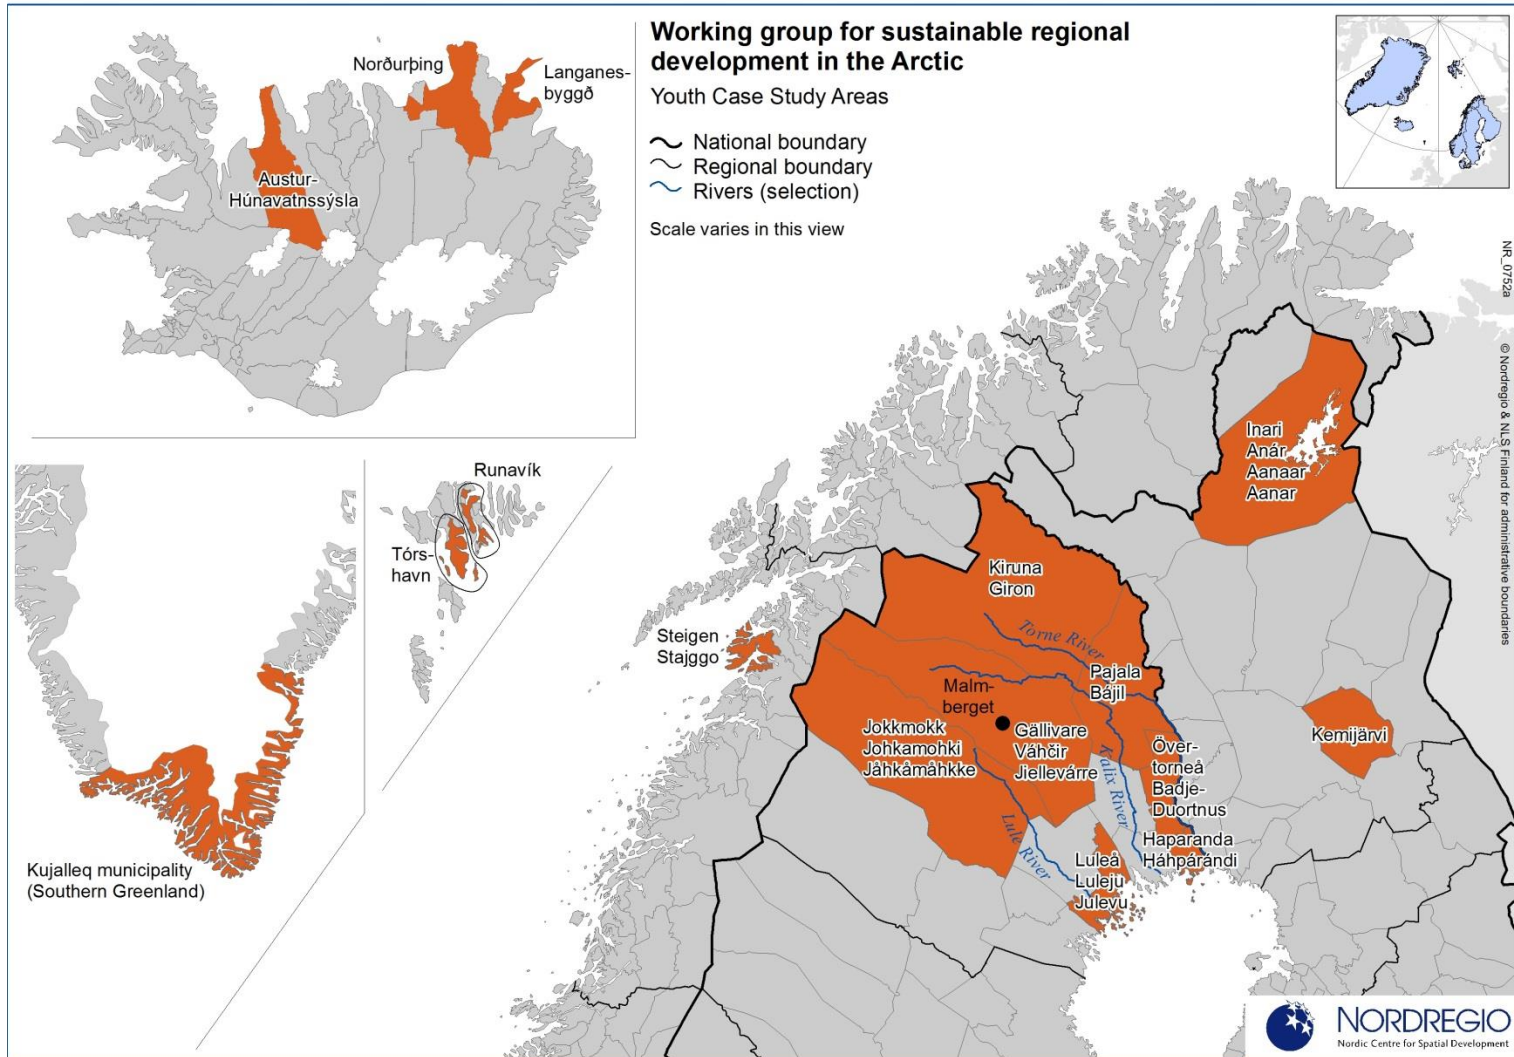 Working group for sustainable regional
development in the Arctic
Youth Case Study Areas
National boundary
Regional boundary
Rivers (selection)
Scale varies in this view
Norðurþing
Langanes-
byggð
Austur-
Húnavatnssýsla
Runavík
Tórs-
havn
Kujalleq municipality
(Southern Greenland)
Steigen
Stajggo
Inari
Anár
Aanaar
Aanar
Kiruna
Giron
Torne River
Pajala
Bájil
Malm-
berget
Jokkmokk
Johkamohki
Jåhkåmåhkke
Gällivare
Váhčir
Jiellevárre
Kalix River
Över-
torneå
Badje-
Duortnus
Kemijärvi
Lule River
Haparanda
Háhpárándi
Luleå
Luleju
Julevu
NR_0752a
© Nordregio & NLS Finland for administrative boundaries
NORDREGIO
Nordic Centre for Spatial Development